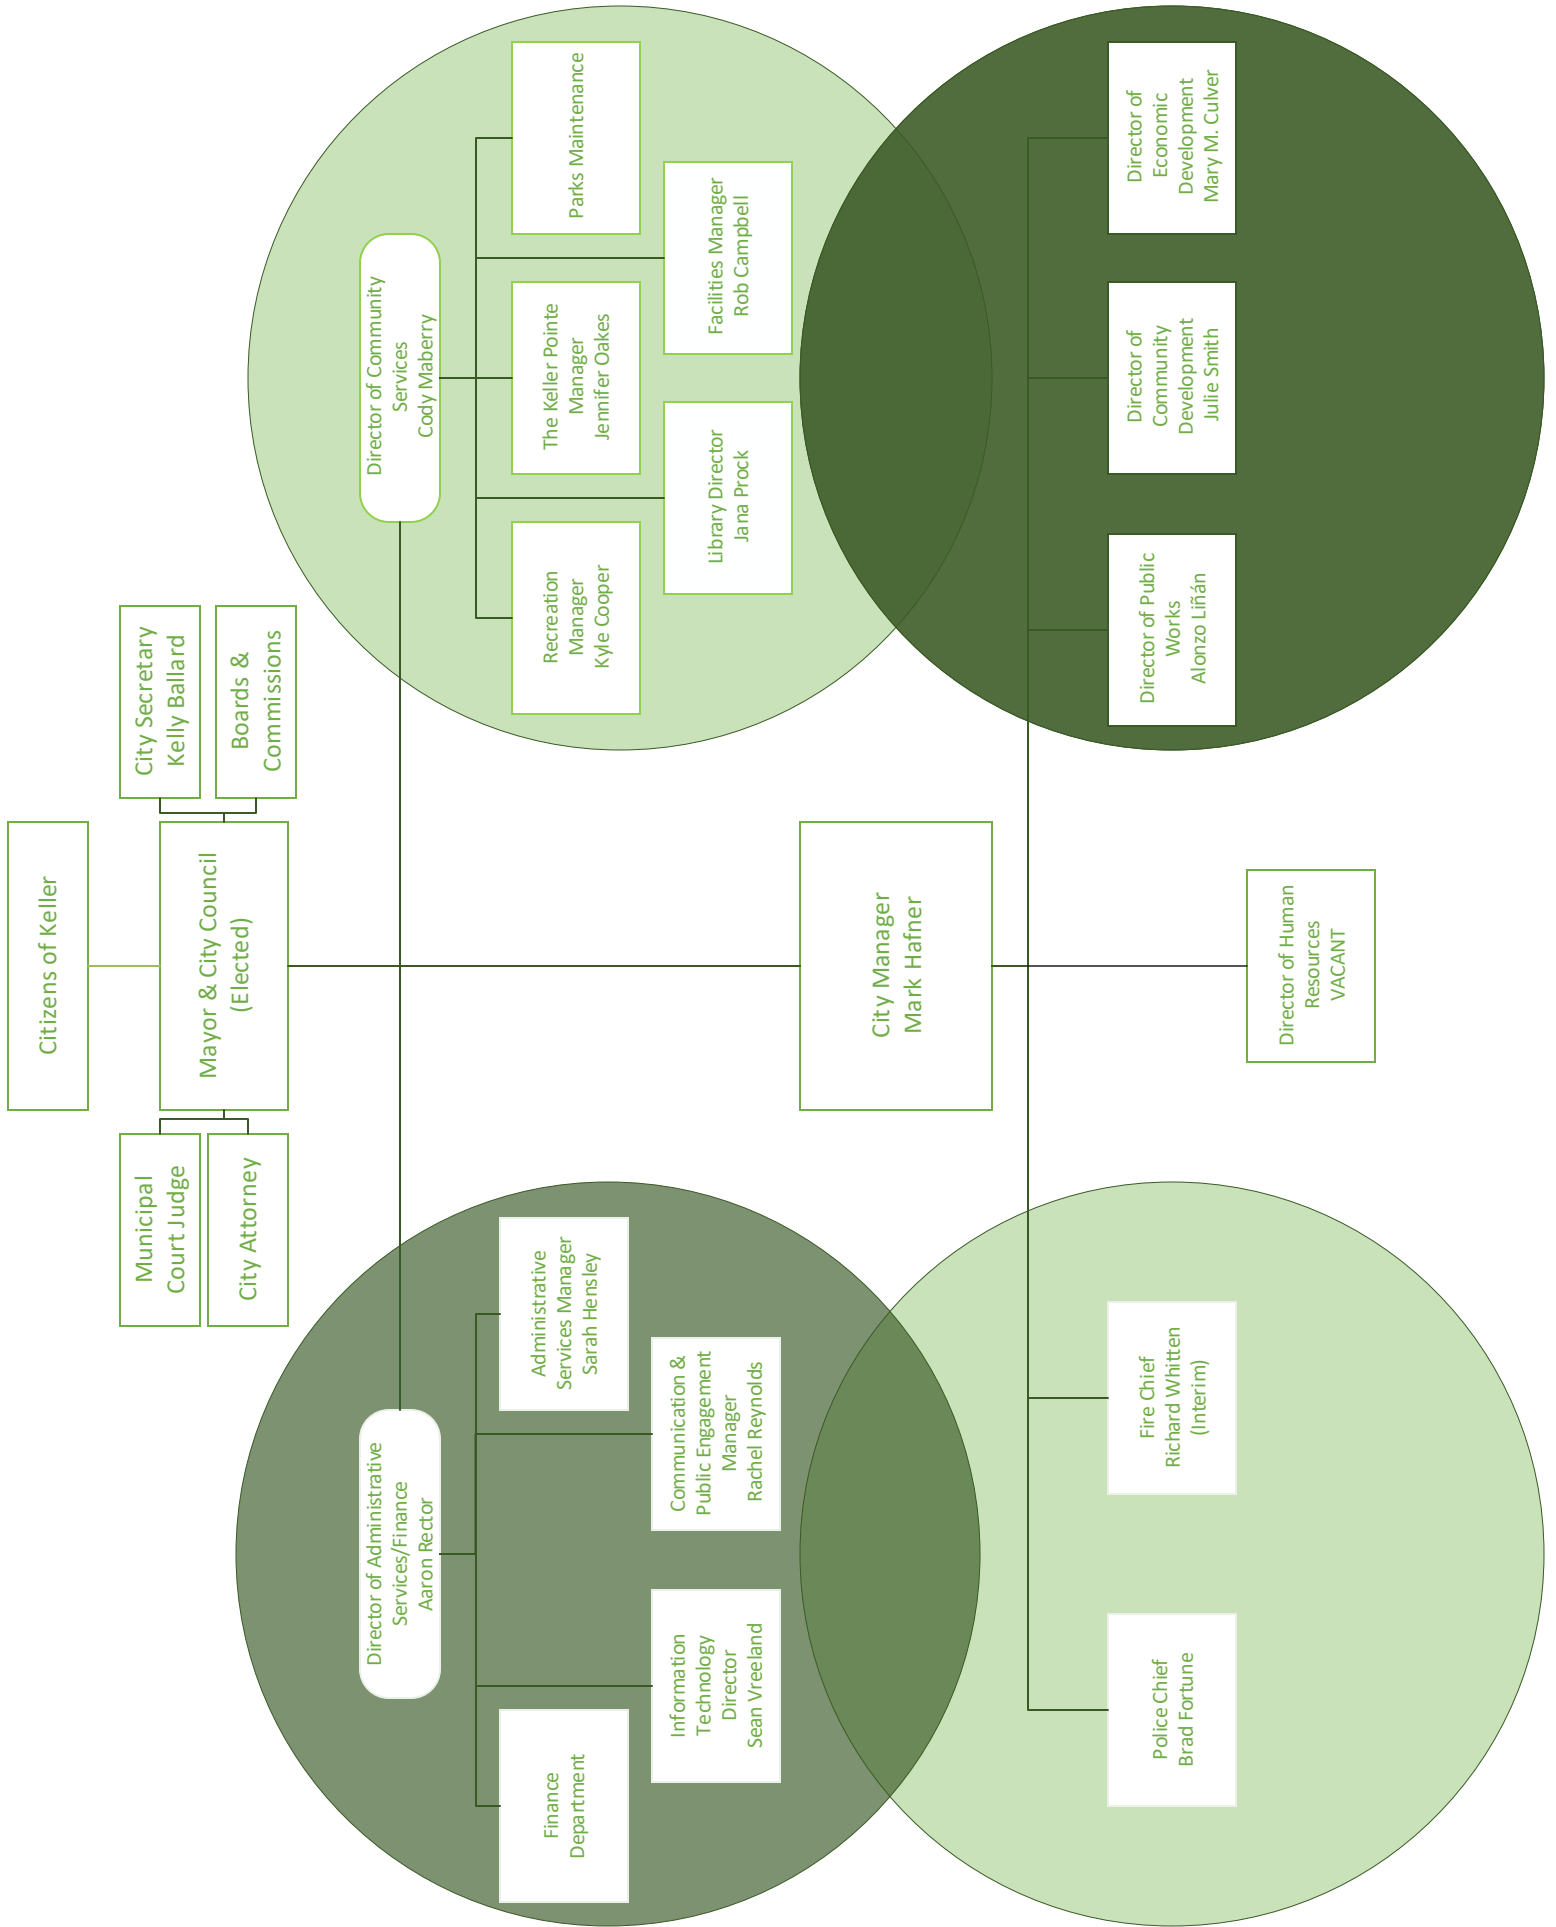 Citizens of Keller
Municipal
Court Judge
City Attorney
Mayor & City Council
(Elected)
City Secretary
Kelly Ballard
Boards &
Commissions
Director of Administrative
Services/Finance
Aaron Rector
Director of Community
Services
Cody Maberry
Finance
Department
Administrative
Services Manager
Sarah Hensley
Information
Technology
Director
Sean Vreeland
Communication &
Public Engagement
Manager
Rachel Reynolds
Recreation
Manager
Kyle Cooper
The Keller Pointe
Manager
Jennifer Oakes
Parks Maintenance
Library Director
Jana Prock
Facilities Manager
Rob Campbell
City Manager
Mark Hafner
Police Chief
Brad Fortune
Fire Chief
Richard Whitten
(Interim)
Director of Human
Resources
VACANT
Director of Public
Works
Alonzo Liñán
Director of
Community
Development
Julie Smith
Director of
Economic
Development
Mary M. Culver